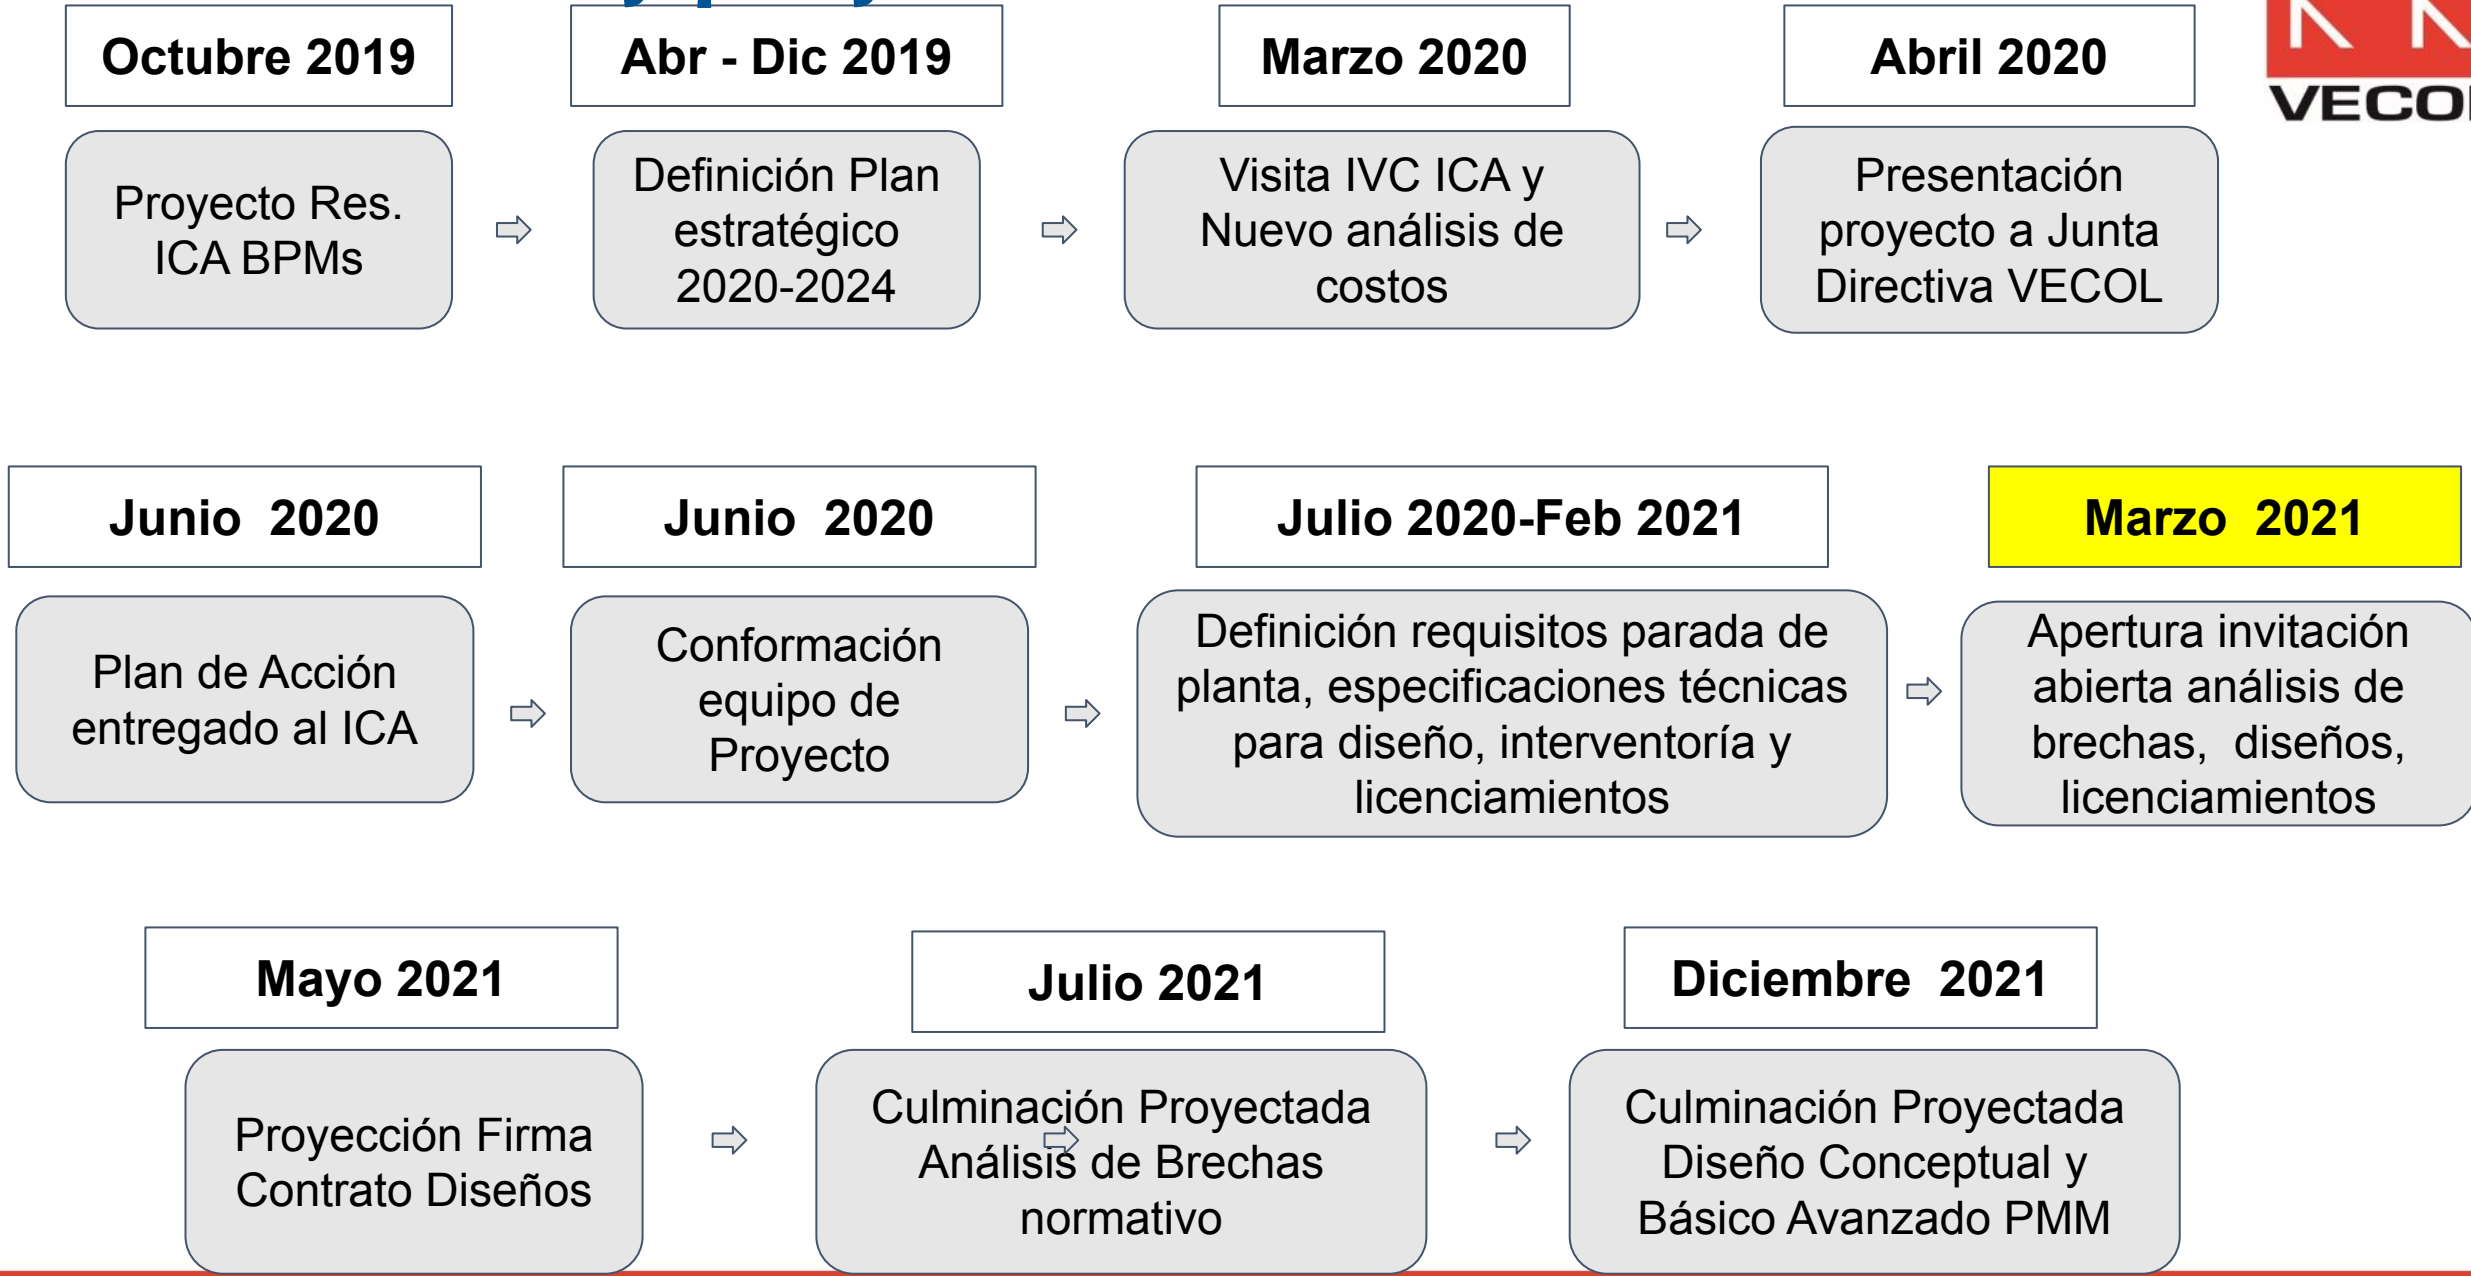 Octubre 2019
Proyecto Res.
ICA BPMs
Abr - Dic 2019
Definición Plan
estratégico
2020-2024
Marzo 2020
Visita IVC ICA y
Nuevo análisis de
costos
Abril 2020
Presentación
proyecto a Junta
Directiva VECOL
Junio 2020
Plan de Acción
entregado al ICA
Junio 2020
Conformación
equipo de
Proyecto
Julio 2020-Feb 2021
Definición requisitos parada de
planta, especificaciones técnicas
para diseño, interventoría y
licenciamientos
Marzo 2021
Apertura invitación
abierta análisis de
brechas, diseños,
licenciamientos
Mayo 2021
Proyección Firma
Contrato Diseños
Julio 2021
Culminación Proyectada
Análisis de Brechas
normativo
Diciembre 2021
Culminación Proyectada
Diseño Conceptual y
Básico Avanzado PMM